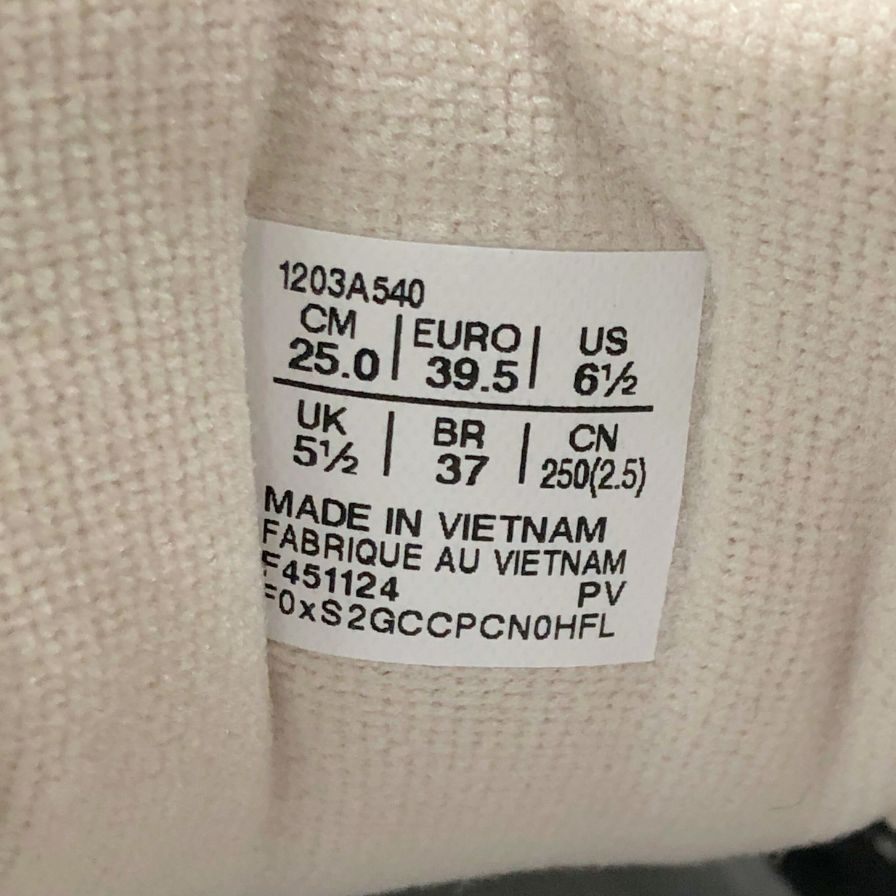 1203A540
CM | EURO | US
25.0 | 39.5 | 6½
UK | BR | CN
5½ | 37 | 250(2.5)
MADE IN VIETNAM
FABRIQUE AU VIETNAM
F451124 PV
F0xS2GCCPCN0HFL